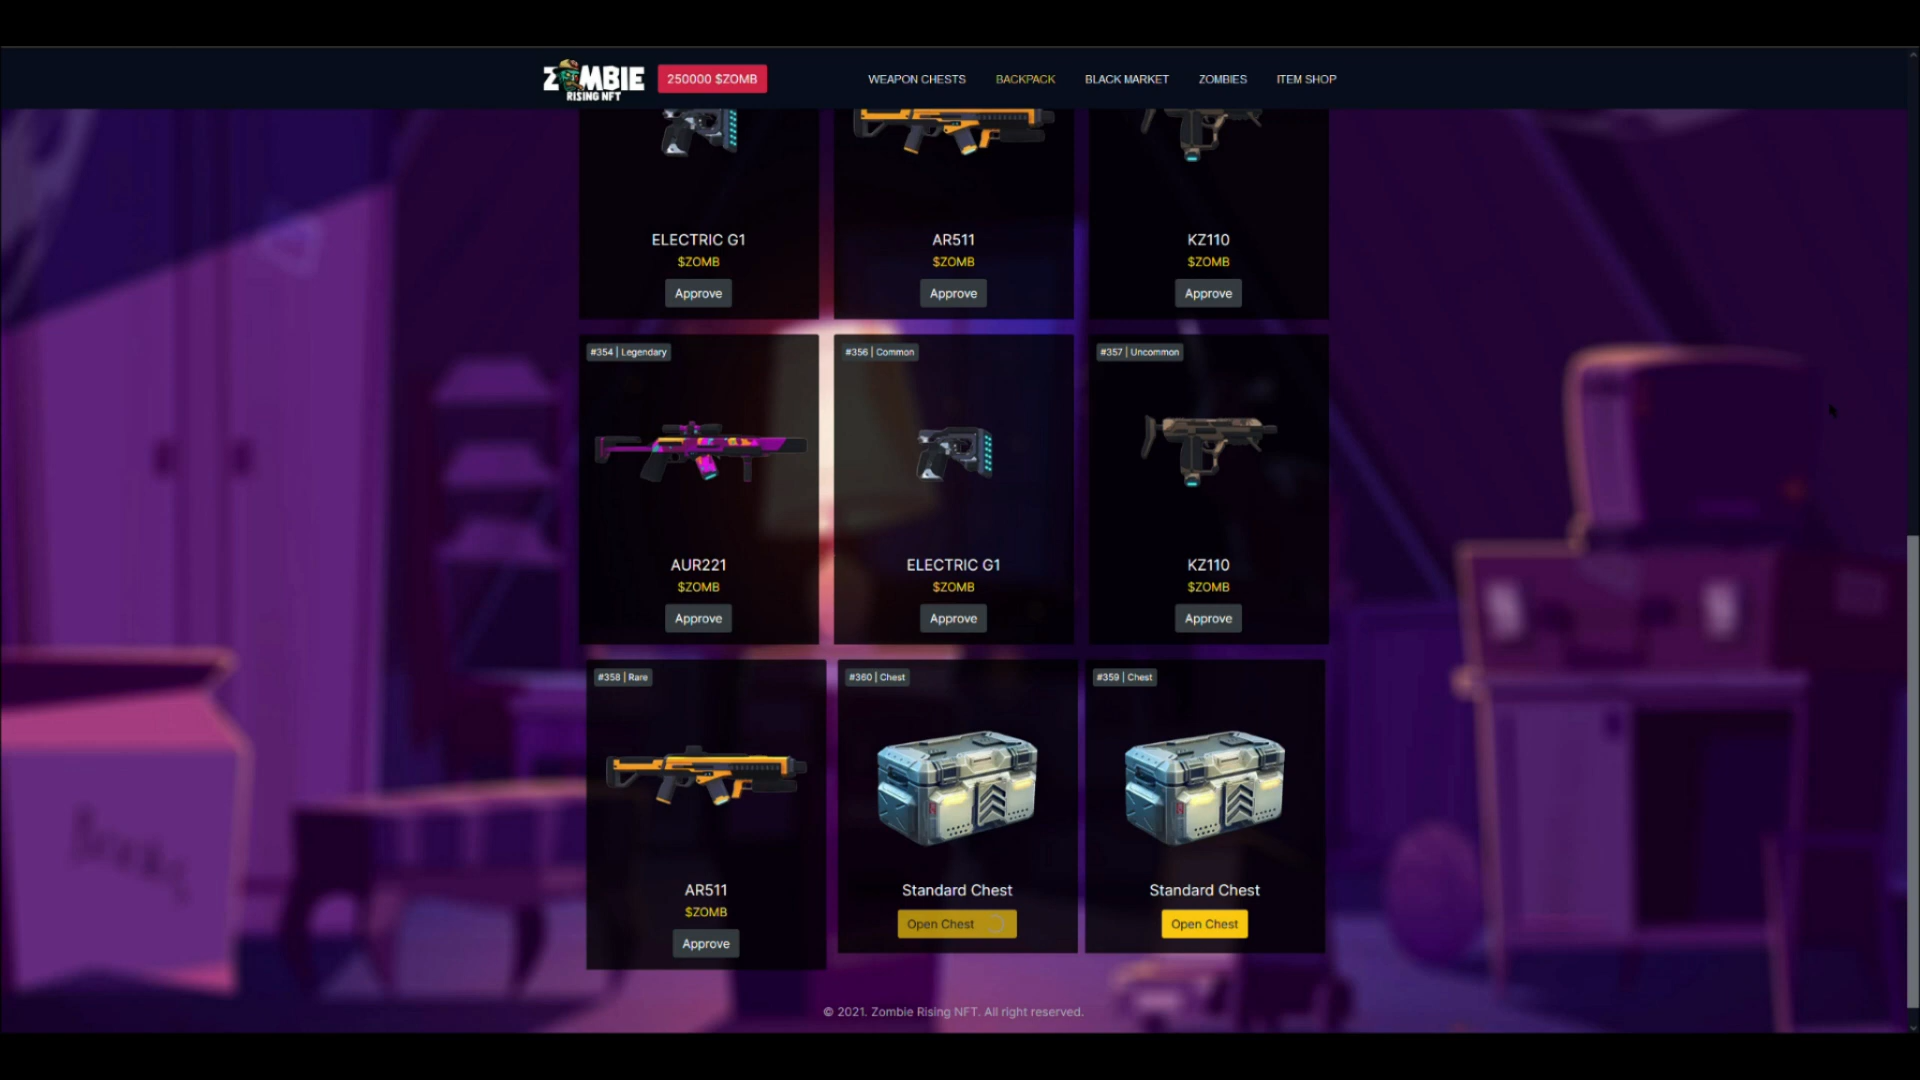 ZOMBIE
RISING NFT
250000 $ZOMB
WEAPON CHESTS
BACKPACK
BLACK MARKET
ZOMBIES
ITEM SHOP
ELECTRIC G1
$ZOMB
Approve
AR511
$ZOMB
Approve
KZ110
$ZOMB
Approve
#354 | Legendary
AUR221
$ZOMB
Approve
#356 | Common
ELECTRIC G1
$ZOMB
Approve
#357 | Uncommon
KZ110
$ZOMB
Approve
#358 | Rare
AR511
$ZOMB
Approve
#360 | Chest
Standard Chest
Open Chest
#359 | Chest
Standard Chest
Open Chest
© 2021. Zombie Rising NFT. All right reserved.